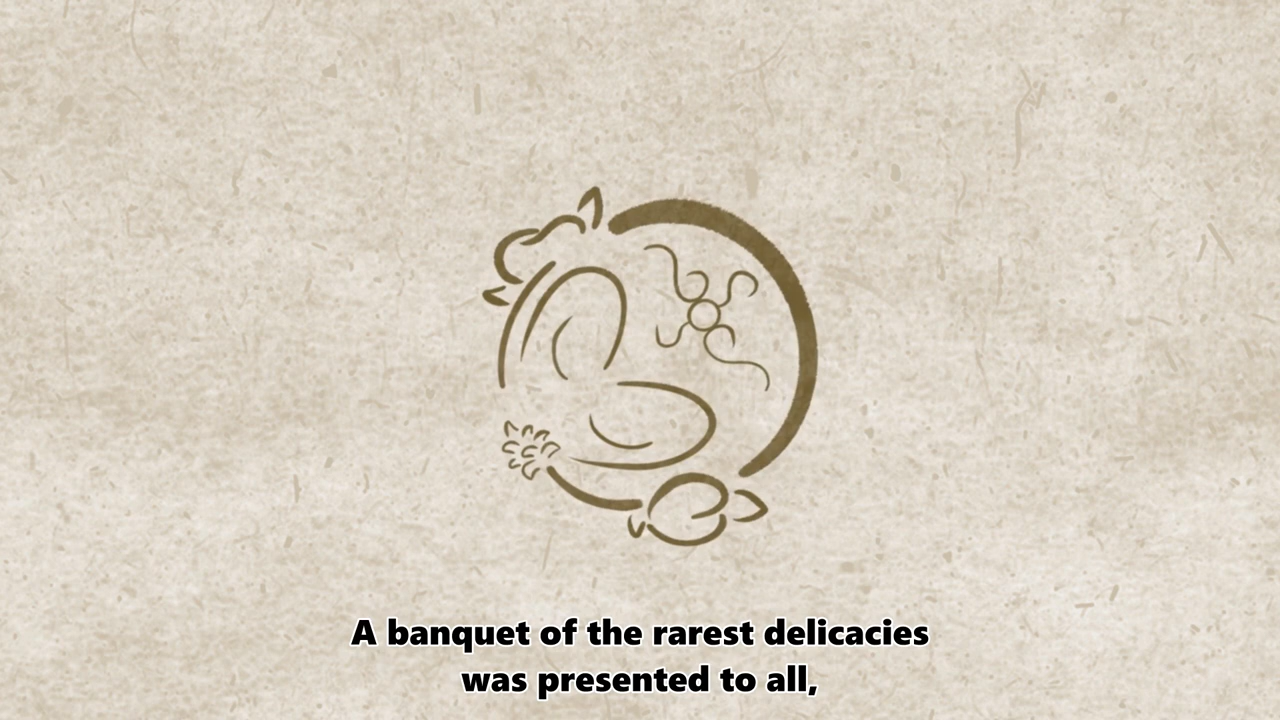 A banquet of the rarest delicacies
was presented to all,